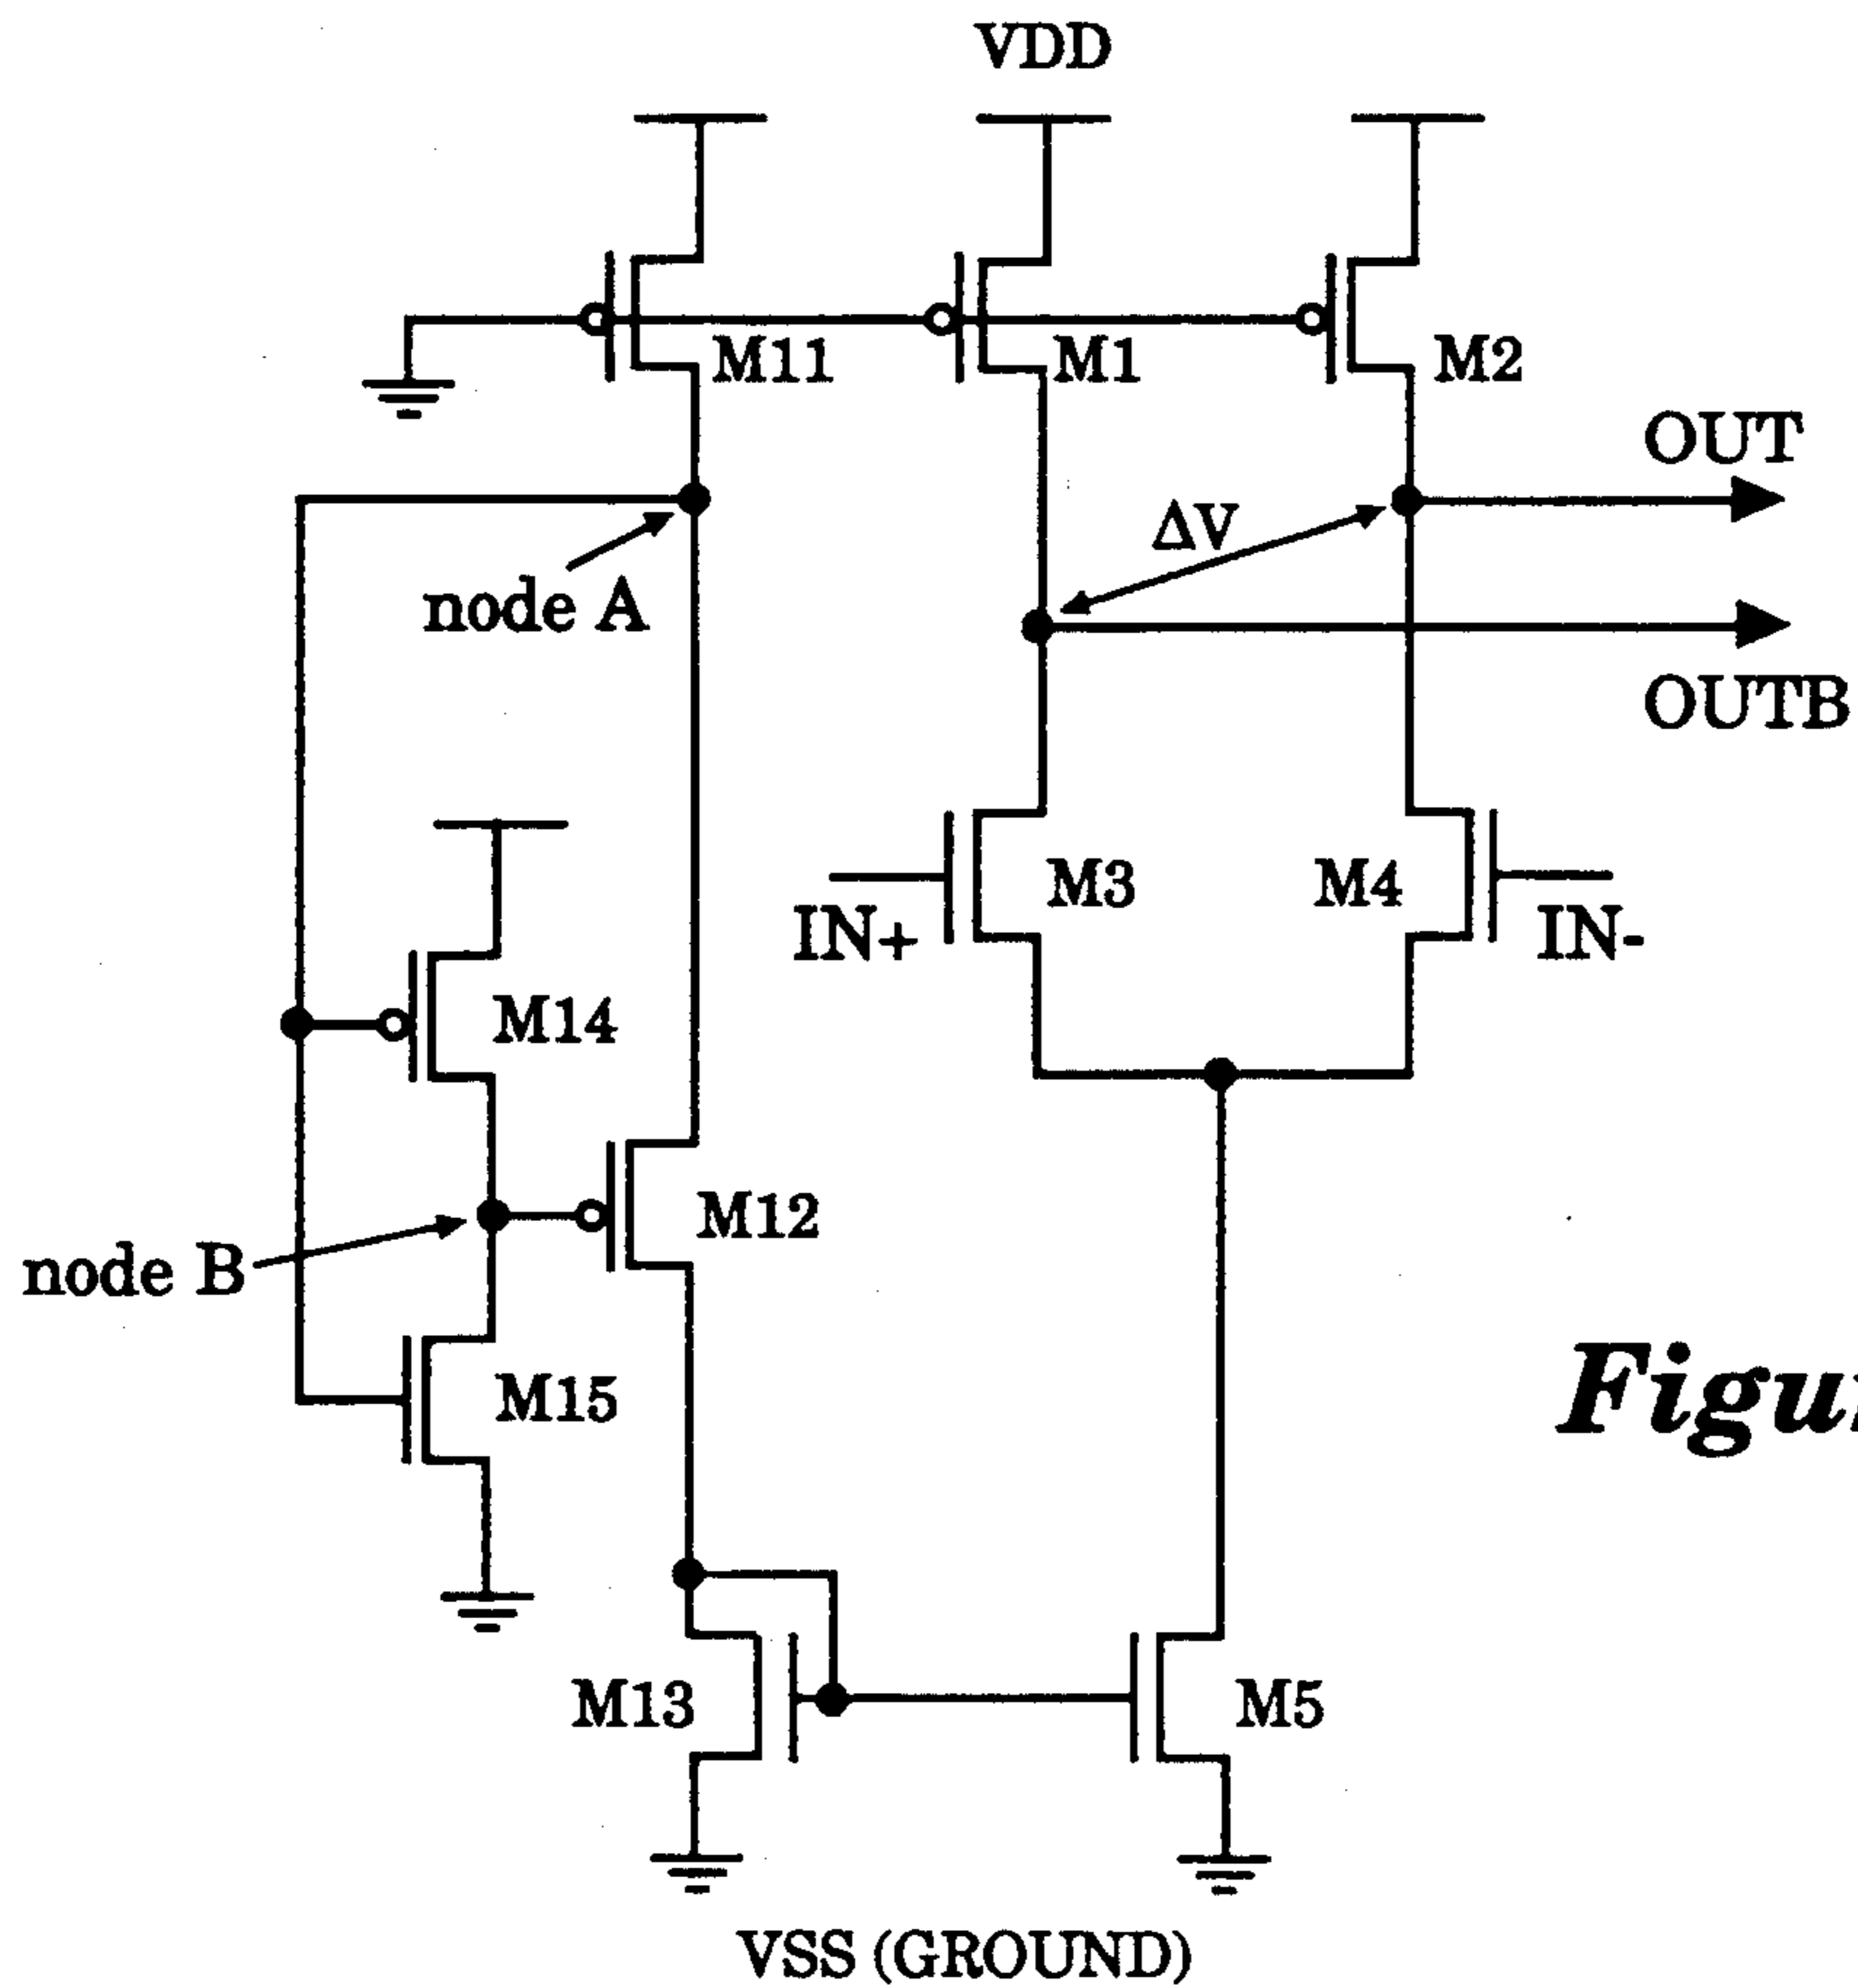 VDD
M11
M1
M2
OUT
ΔV
node A
OUTB
M3
M4
IN+
IN-
M14
M12
node B
M15
M13
M5
VSS (GROUND)